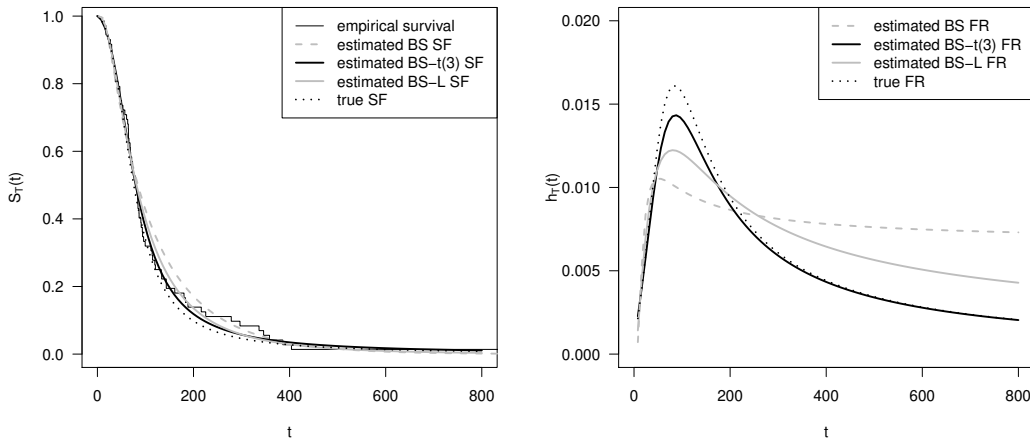 1.0
0.8
0.6
0.4
0.2
0.0
S_T(t)
0 200 400 600 800
t
empirical survival
estimated BS SF
estimated BS−t(3) SF
estimated BS−L SF
true SF
0.020
0.015
0.010
0.005
0.000
h_T(t)
0 200 400 600 800
t
estimated BS FR
estimated BS−t(3) FR
estimated BS−L FR
true FR